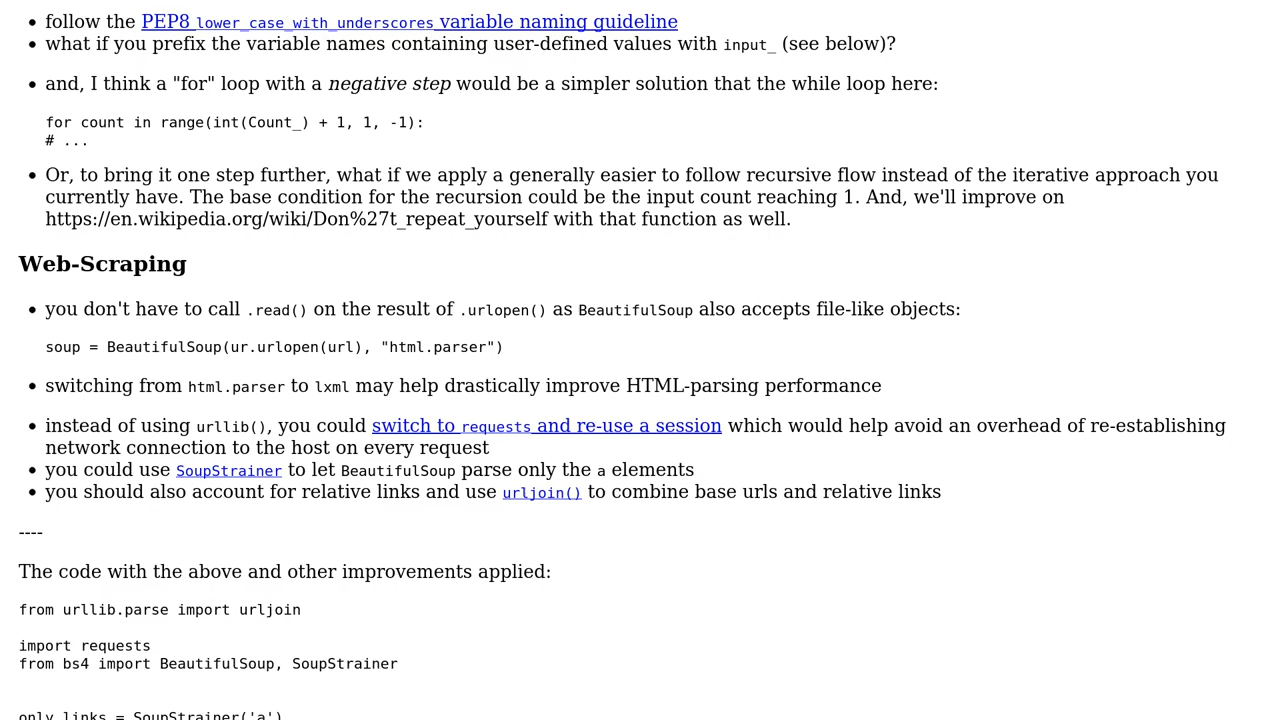 follow the PEP8 lower_case_with_underscores variable naming guideline
what if you prefix the variable names containing user-defined values with input_ (see below)?
and, I think a "for" loop with a negative step would be a simpler solution that the while loop here:
for count in range(int(Count_) + 1, 1, -1):
# ...
Or, to bring it one step further, what if we apply a generally easier to follow recursive flow instead of the iterative approach you
currently have. The base condition for the recursion could be the input count reaching 1. And, we'll improve on
https://en.wikipedia.org/wiki/Don%27t_repeat_yourself with that function as well.
Web-Scraping
you don't have to call .read() on the result of .urlopen() as BeautifulSoup also accepts file-like objects:
soup = BeautifulSoup(ur.urlopen(url), "html.parser")
switching from html.parser to lxml may help drastically improve HTML-parsing performance
instead of using urllib(), you could switch to requests and re-use a session which would help avoid an overhead of re-establishing
network connection to the host on every request
you could use SoupStrainer to let BeautifulSoup parse only the a elements
you should also account for relative links and use urljoin() to combine base urls and relative links
----
The code with the above and other improvements applied:
from urllib.parse import urljoin
import requests
from bs4 import BeautifulSoup, SoupStrainer
only_links = SoupStrainer('a')